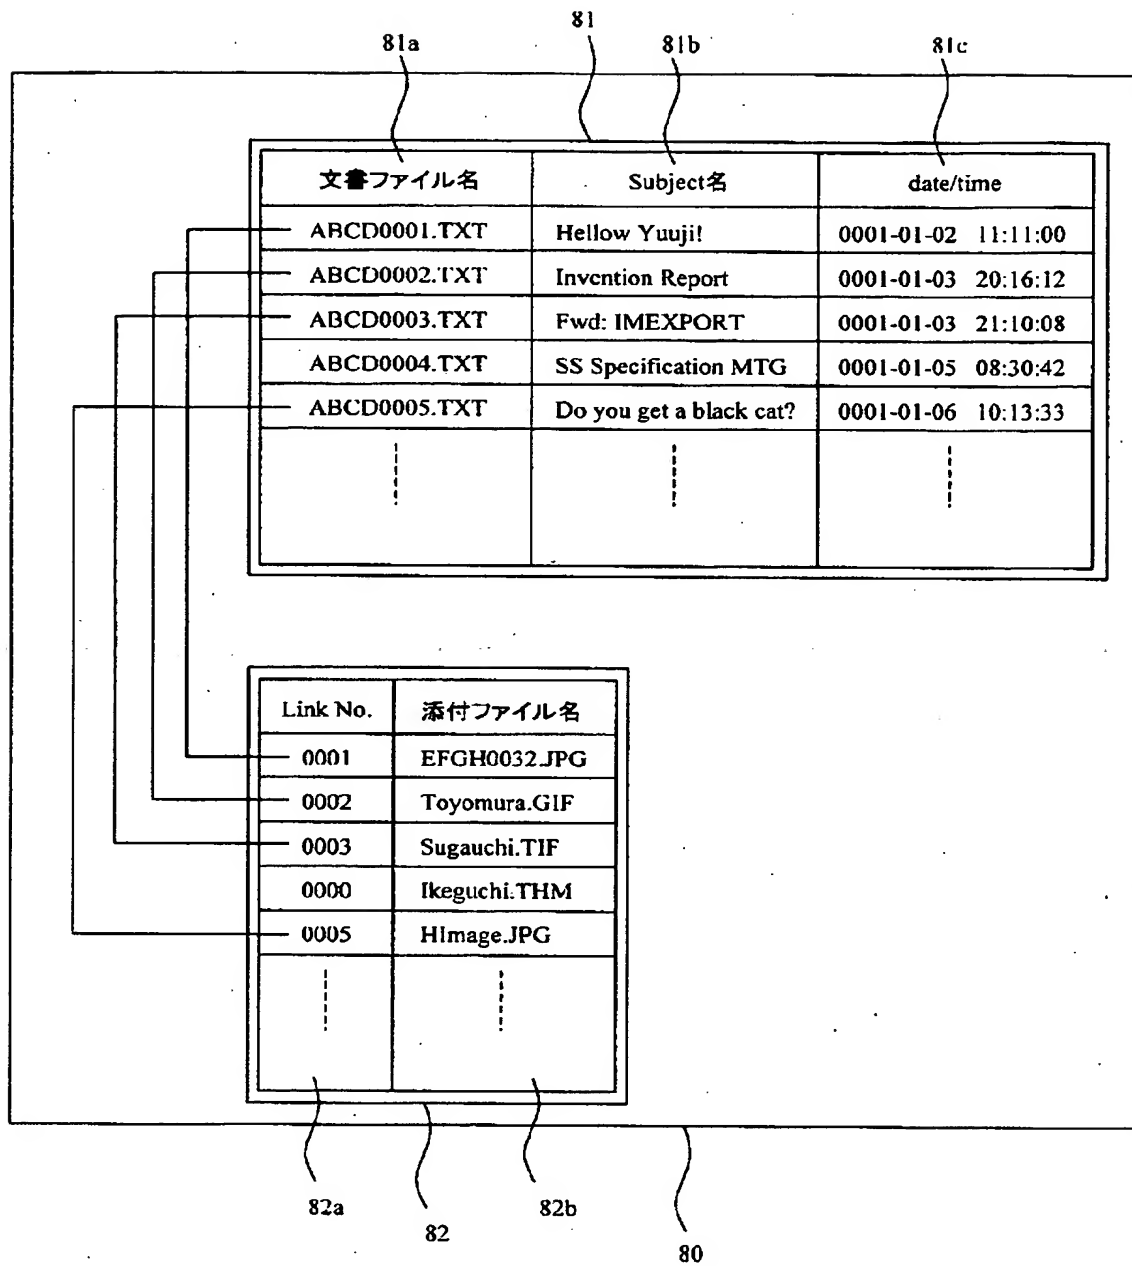 81
81a 81b 81c
文書ファイル名 Subject名 date/time
ABCD0001.TXT Hellow Yuuji! 0001-01-02 11:11:00
ABCD0002.TXT Invention Report 0001-01-03 20:16:12
ABCD0003.TXT Fwd: IMEXPORT 0001-01-03 21:10:08
ABCD0004.TXT SS Specification MTG 0001-01-05 08:30:42
ABCD0005.TXT Do you get a black cat? 0001-01-06 10:13:33
Link No. 添付ファイル名
0001 EFGH0032.JPG
0002 Toyomura.GIF
0003 Sugauchi.TIF
0000 Ikeguchi.THM
0005 HImage.JPG
82a 82 82b
80